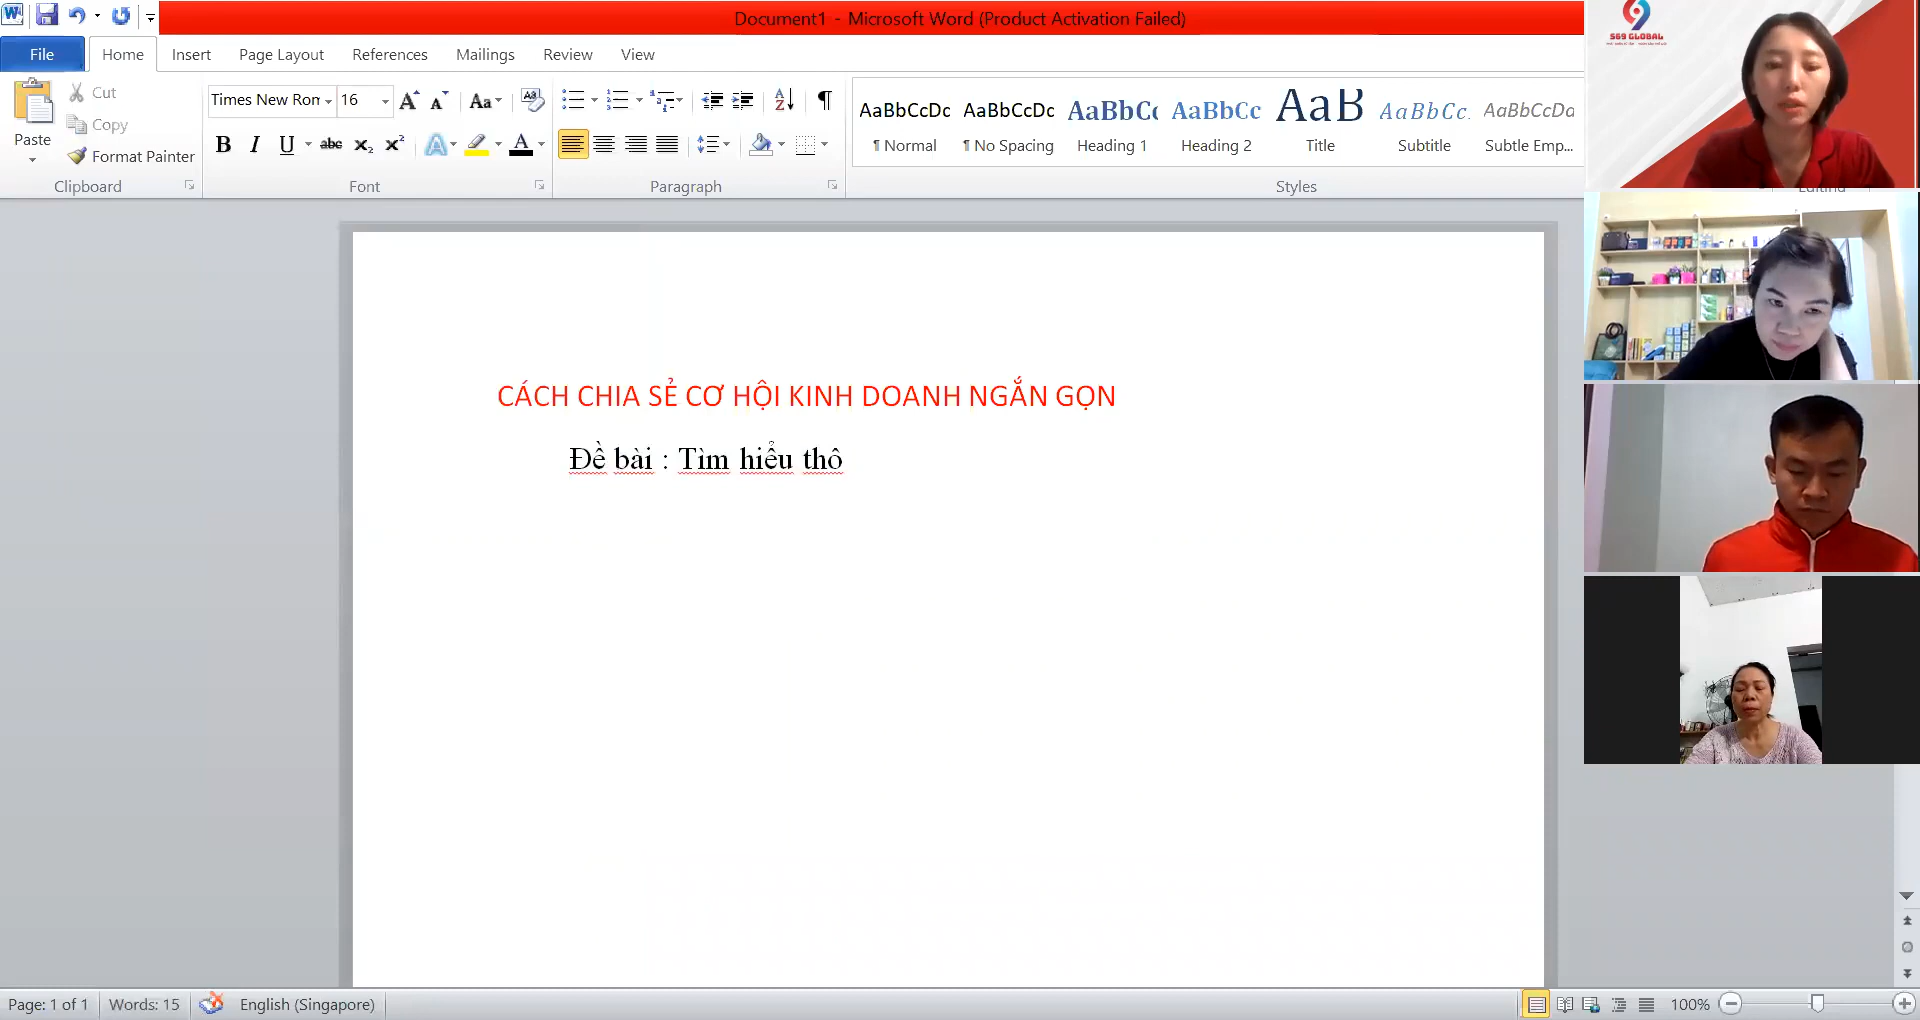 Document1 - Microsoft Word (Product Activation Failed)
File Home Insert Page Layout References Mailings Review View
Paste
Cut
Copy
Format Painter
Clipboard
Times New Ron 16
Font
Paragraph
AaBbCcDc AaBbCcDc AaBbCc AaBbCc AaB AaBbCc. AaBbCcDa
¶ Normal ¶ No Spacing Heading 1 Heading 2 Title Subtitle Subtle Emp...
Styles
Editing
S69 GLOBAL
CÁCH CHIA SẺ CƠ HỘI KINH DOANH NGẮN GỌN
Đề bài : Tìm hiểu thô
Page: 1 of 1 Words: 15 English (Singapore) 100%